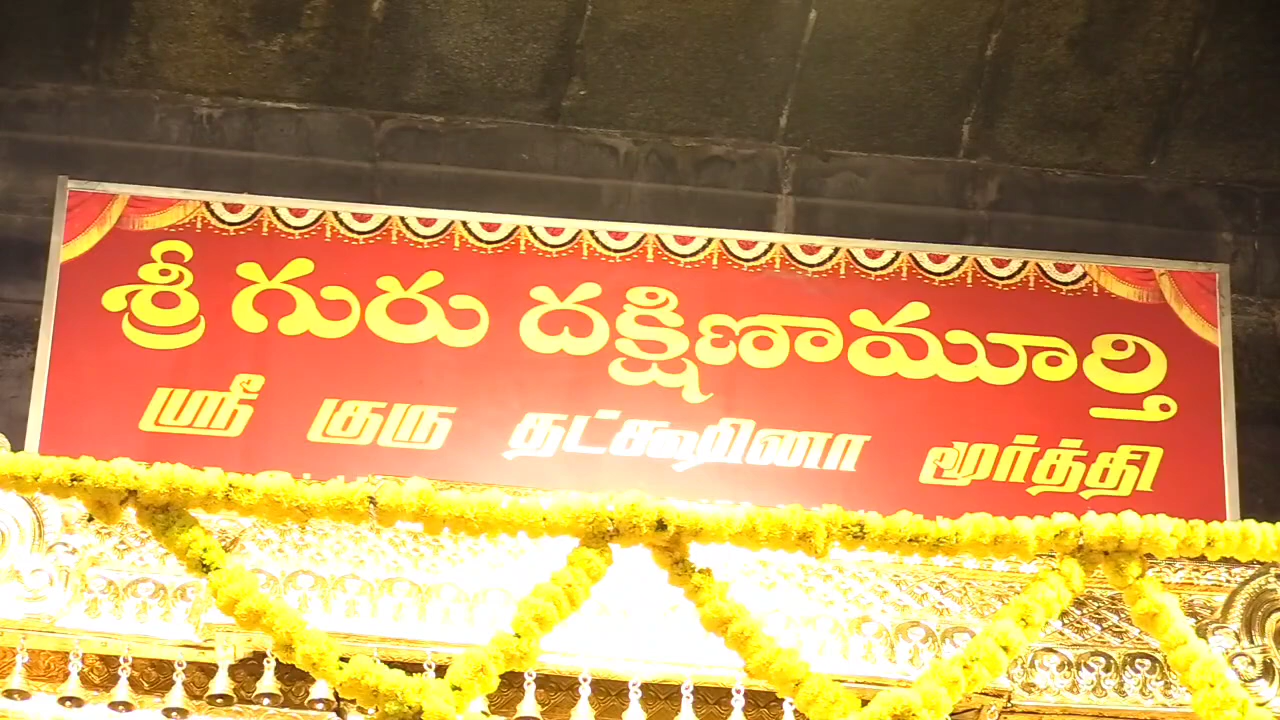 శ్రీ గురు దక్షిణామూర్తి
ஸ்ரீ குரு தட்க்ஷிணா மூர்த்தி